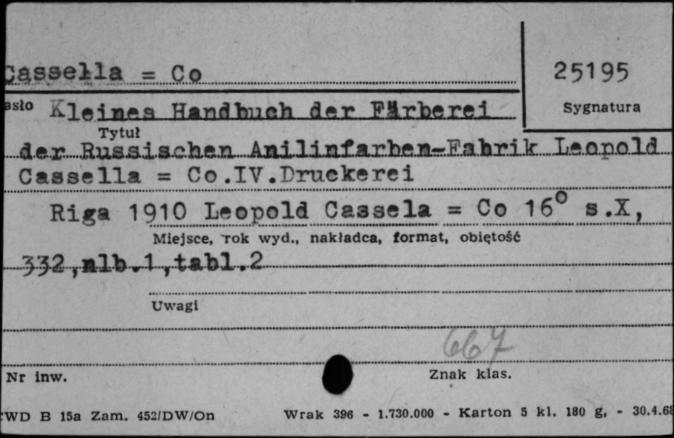 Cassella = Co
25195
asło Kleines Handbuch der Färberei
Sygnatura
Tytuł
der Russischen Anilinfarben-Fabrik Leopold
Cassella = Co.IV.Druckerei
Riga 1910 Leopold Cassela = Co 16° s.X,
Miejsce, rok wyd., nakładca, format, objętość
332,nlb.1,tabl.2
Uwagi
667
Nr inw.
Znak klas.
CWD B 15a Zam. 452/DW/On Wrak 396 - 1.730.000 - Karton 5 kl. 180 g, - 30.4.68